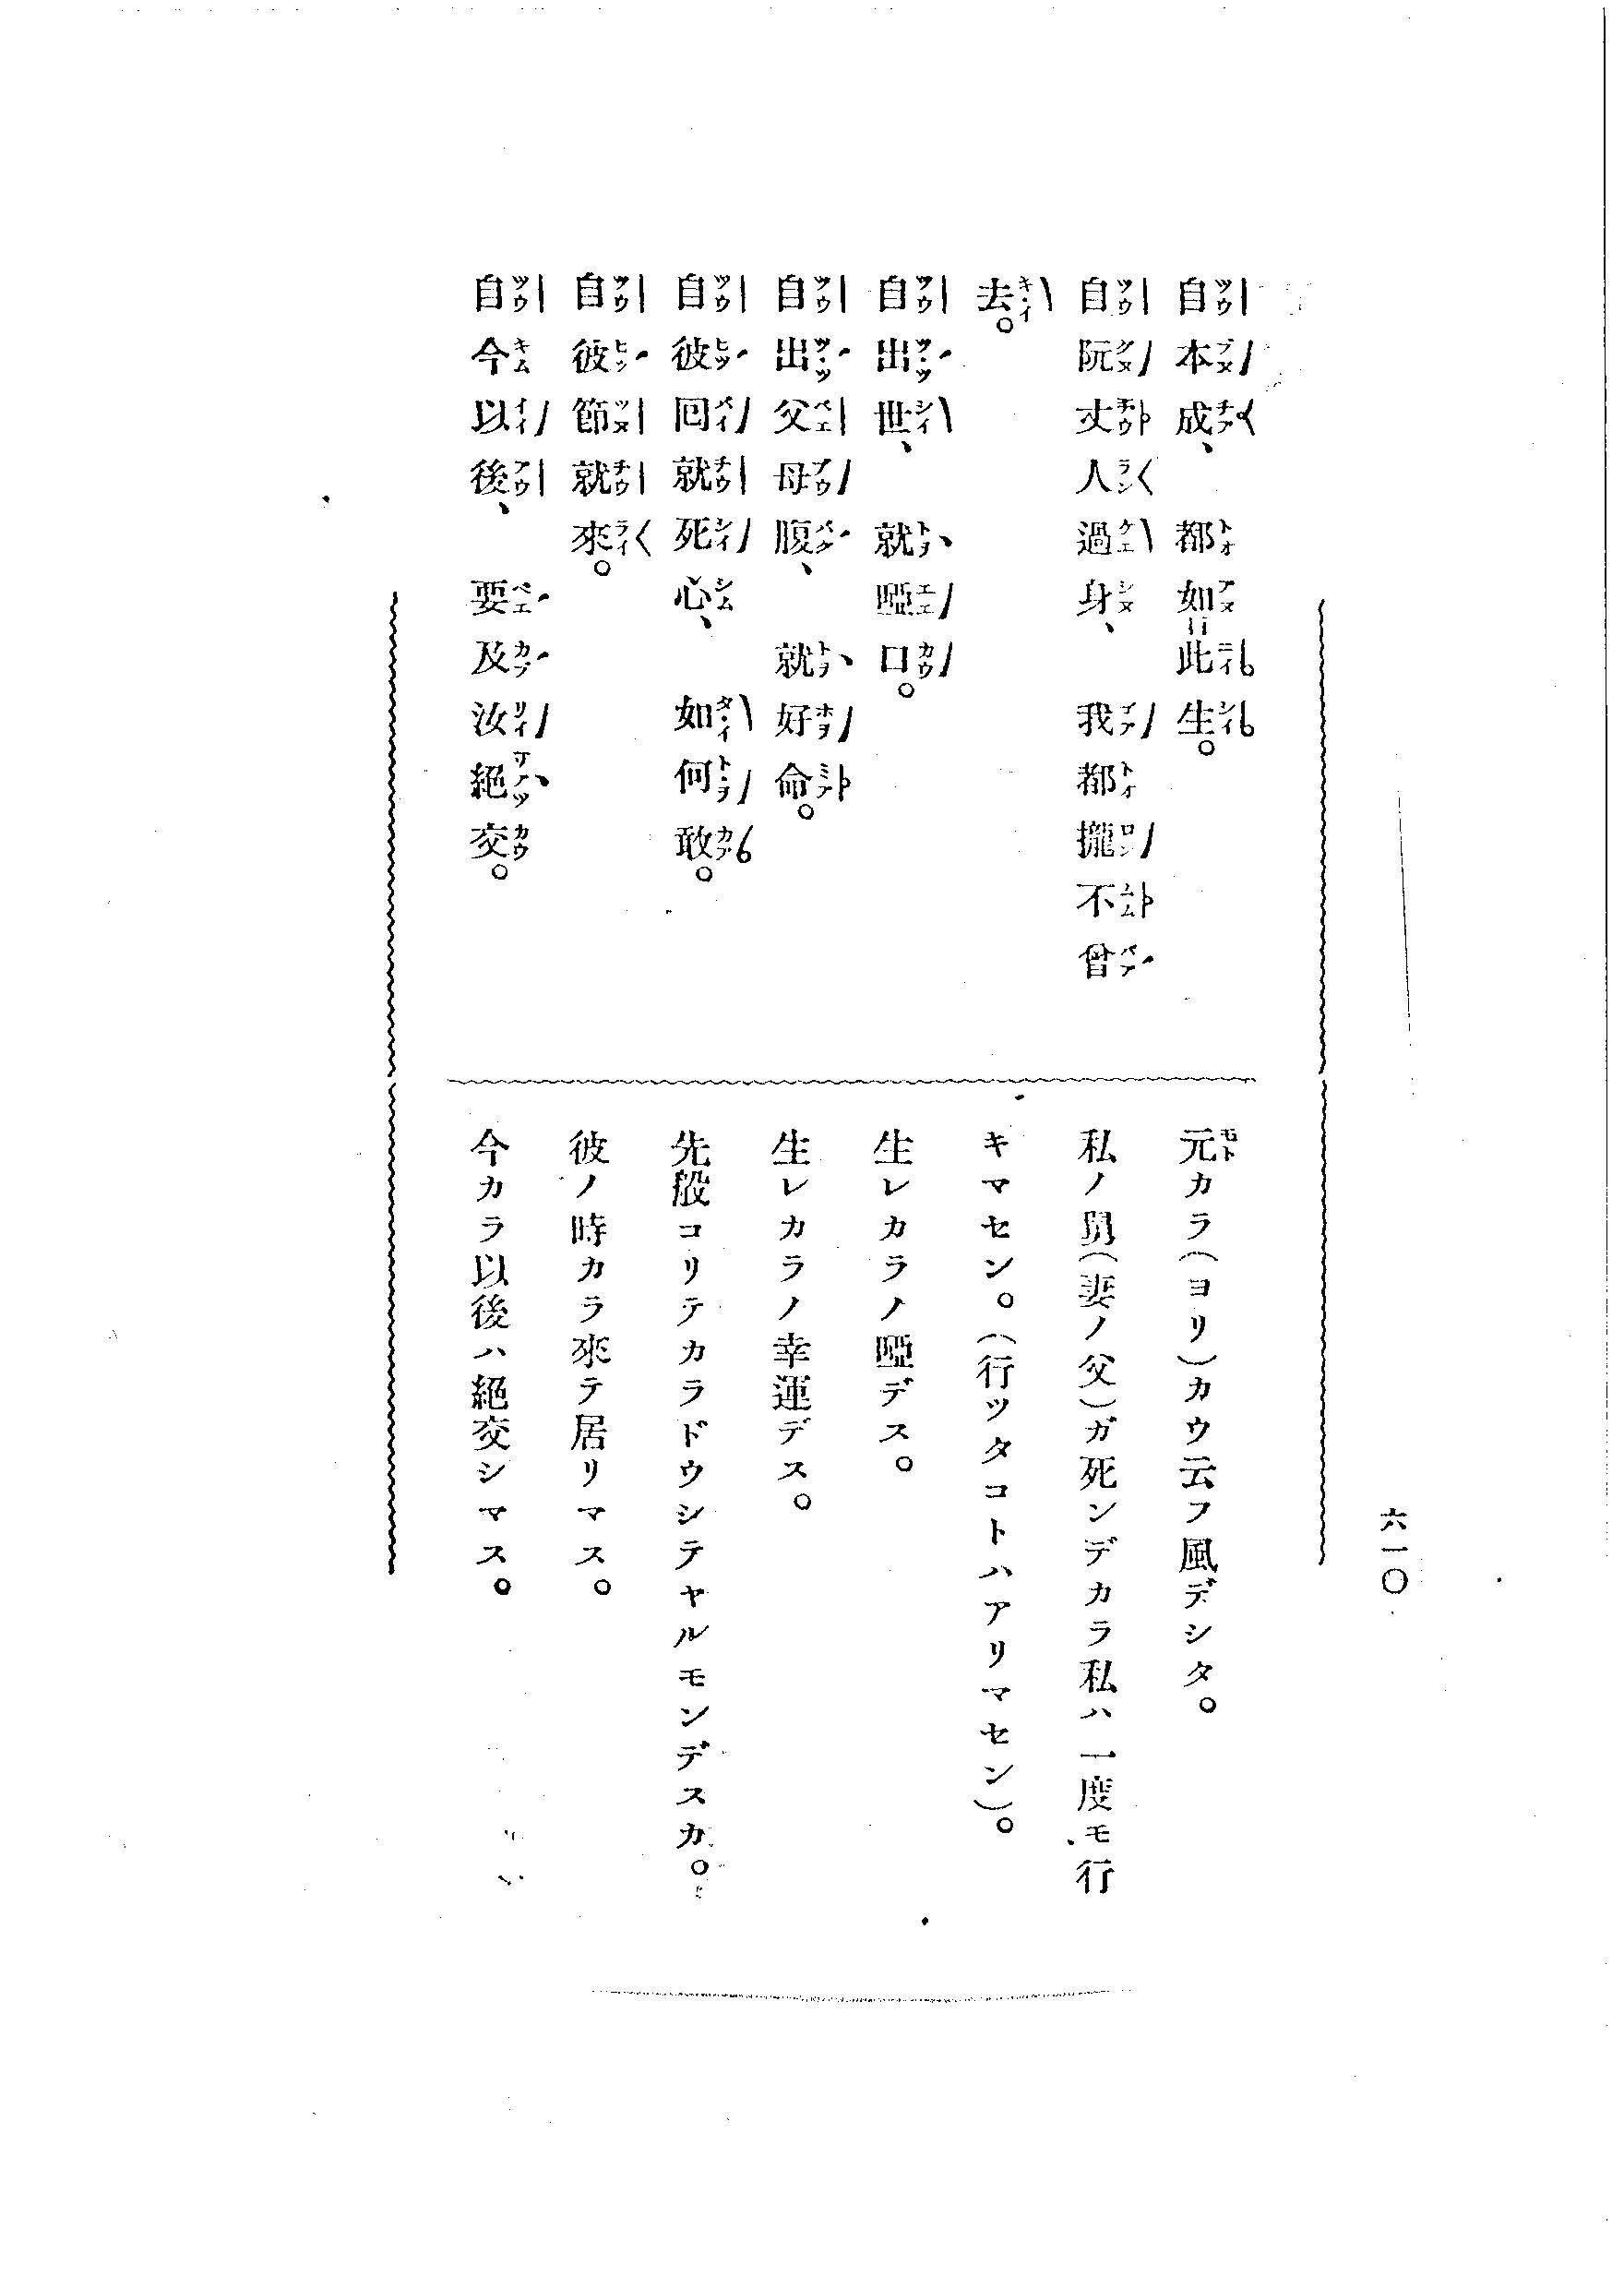 六一〇
自本成、都如此生。
自阮丈人過身、我都攏不曾
去。
自出世、就啞口。
自出父母腹、就好命。
自彼囘就死心、如何敢。
自彼節就來。
自今以後、要及汝絕交。
元カラ(ヨリ)カウ云フ風デシタ。
私ノ舅(妻ノ父)ガ死ンデカラ私ハ一度モ行
キマセン。(行ツタコトハアリマセン)。
生レカラノ啞デス。
生レカラノ幸運デス。
先般コリテカラドウシテヤルモンデスカ。
彼ノ時カラ來テ居リマス。
今カラ以後ハ絕交シマス。